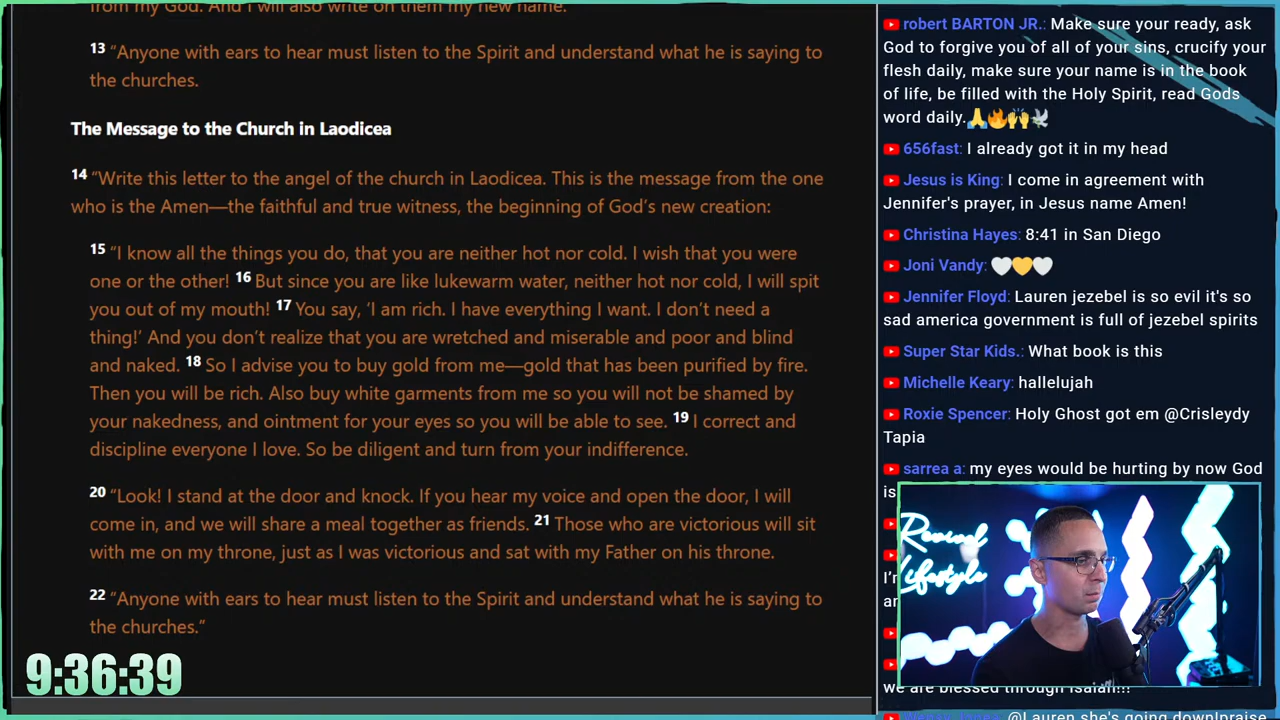 from my God. And I will also write on them my new name.
13 “Anyone with ears to hear must listen to the Spirit and understand what he is saying to
the churches.
The Message to the Church in Laodicea
14 “Write this letter to the angel of the church in Laodicea. This is the message from the one
who is the Amen—the faithful and true witness, the beginning of God’s new creation:
15 “I know all the things you do, that you are neither hot nor cold. I wish that you were
one or the other! 16 But since you are like lukewarm water, neither hot nor cold, I will spit
you out of my mouth! 17 You say, ‘I am rich. I have everything I want. I don’t need a
thing!’ And you don’t realize that you are wretched and miserable and poor and blind
and naked. 18 So I advise you to buy gold from me—gold that has been purified by fire.
Then you will be rich. Also buy white garments from me so you will not be shamed by
your nakedness, and ointment for your eyes so you will be able to see. 19 I correct and
discipline everyone I love. So be diligent and turn from your indifference.
20 “Look! I stand at the door and knock. If you hear my voice and open the door, I will
come in, and we will share a meal together as friends. 21 Those who are victorious will sit
with me on my throne, just as I was victorious and sat with my Father on his throne.
22 “Anyone with ears to hear must listen to the Spirit and understand what he is saying to
the churches.”
9:36:39
robert BARTON JR.: Make sure your ready, ask
God to forgive you of all of your sins, crucify your
flesh daily, make sure your name is in the book
of life, be filled with the Holy Spirit, read Gods
word daily.🙏🔥🙌🕊
656fast: I already got it in my head
Jesus is King: I come in agreement with
Jennifer's prayer, in Jesus name Amen!
Christina Hayes: 8:41 in San Diego
Joni Vandy: 🤍💛🤍
Jennifer Floyd: Lauren jezebel is so evil it's so
sad america government is full of jezebel spirits
Super Star Kids.: What book is this
Michelle Keary: hallelujah
Roxie Spencer: Holy Ghost got em @Crisleydy
Tapia
sarrea a: my eyes would be hurting by now God
is
I'm
Revival
Lifestyle
we are blessed through Isaiah!!!
@Lauren she's going down!praise